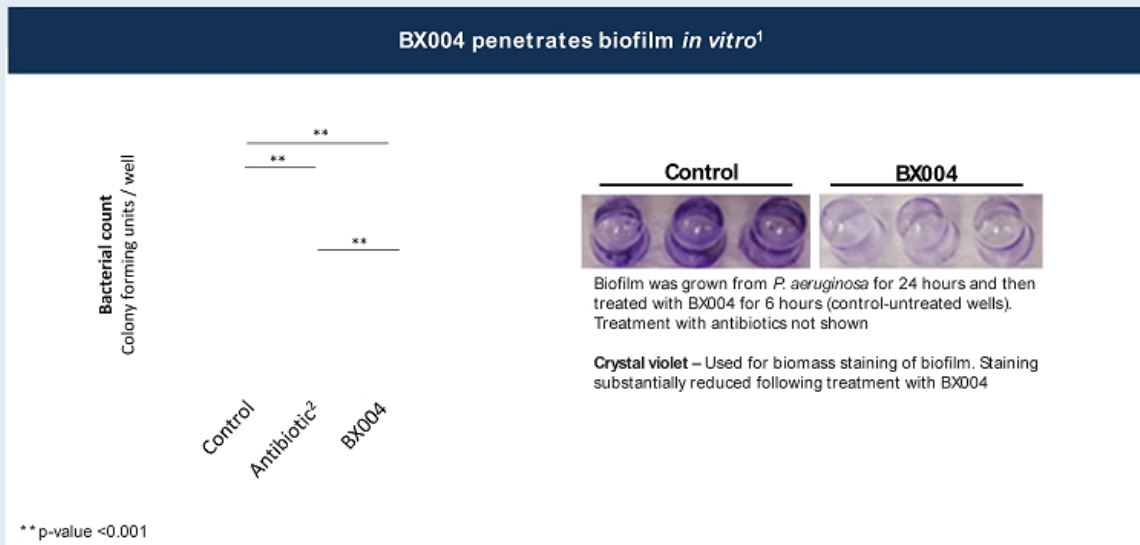 BX004 penetrates biofilm in vitro¹
**
**
**
Bacterial count
Colony forming units / well
Control
Antibiotic²
BX004
**p-value <0.001
Control
BX004
Biofilm was grown from P. aeruginosa for 24 hours and then
treated with BX004 for 6 hours (control-untreated wells).
Treatment with antibiotics not shown
Crystal violet – Used for biomass staining of biofilm. Staining
substantially reduced following treatment with BX004